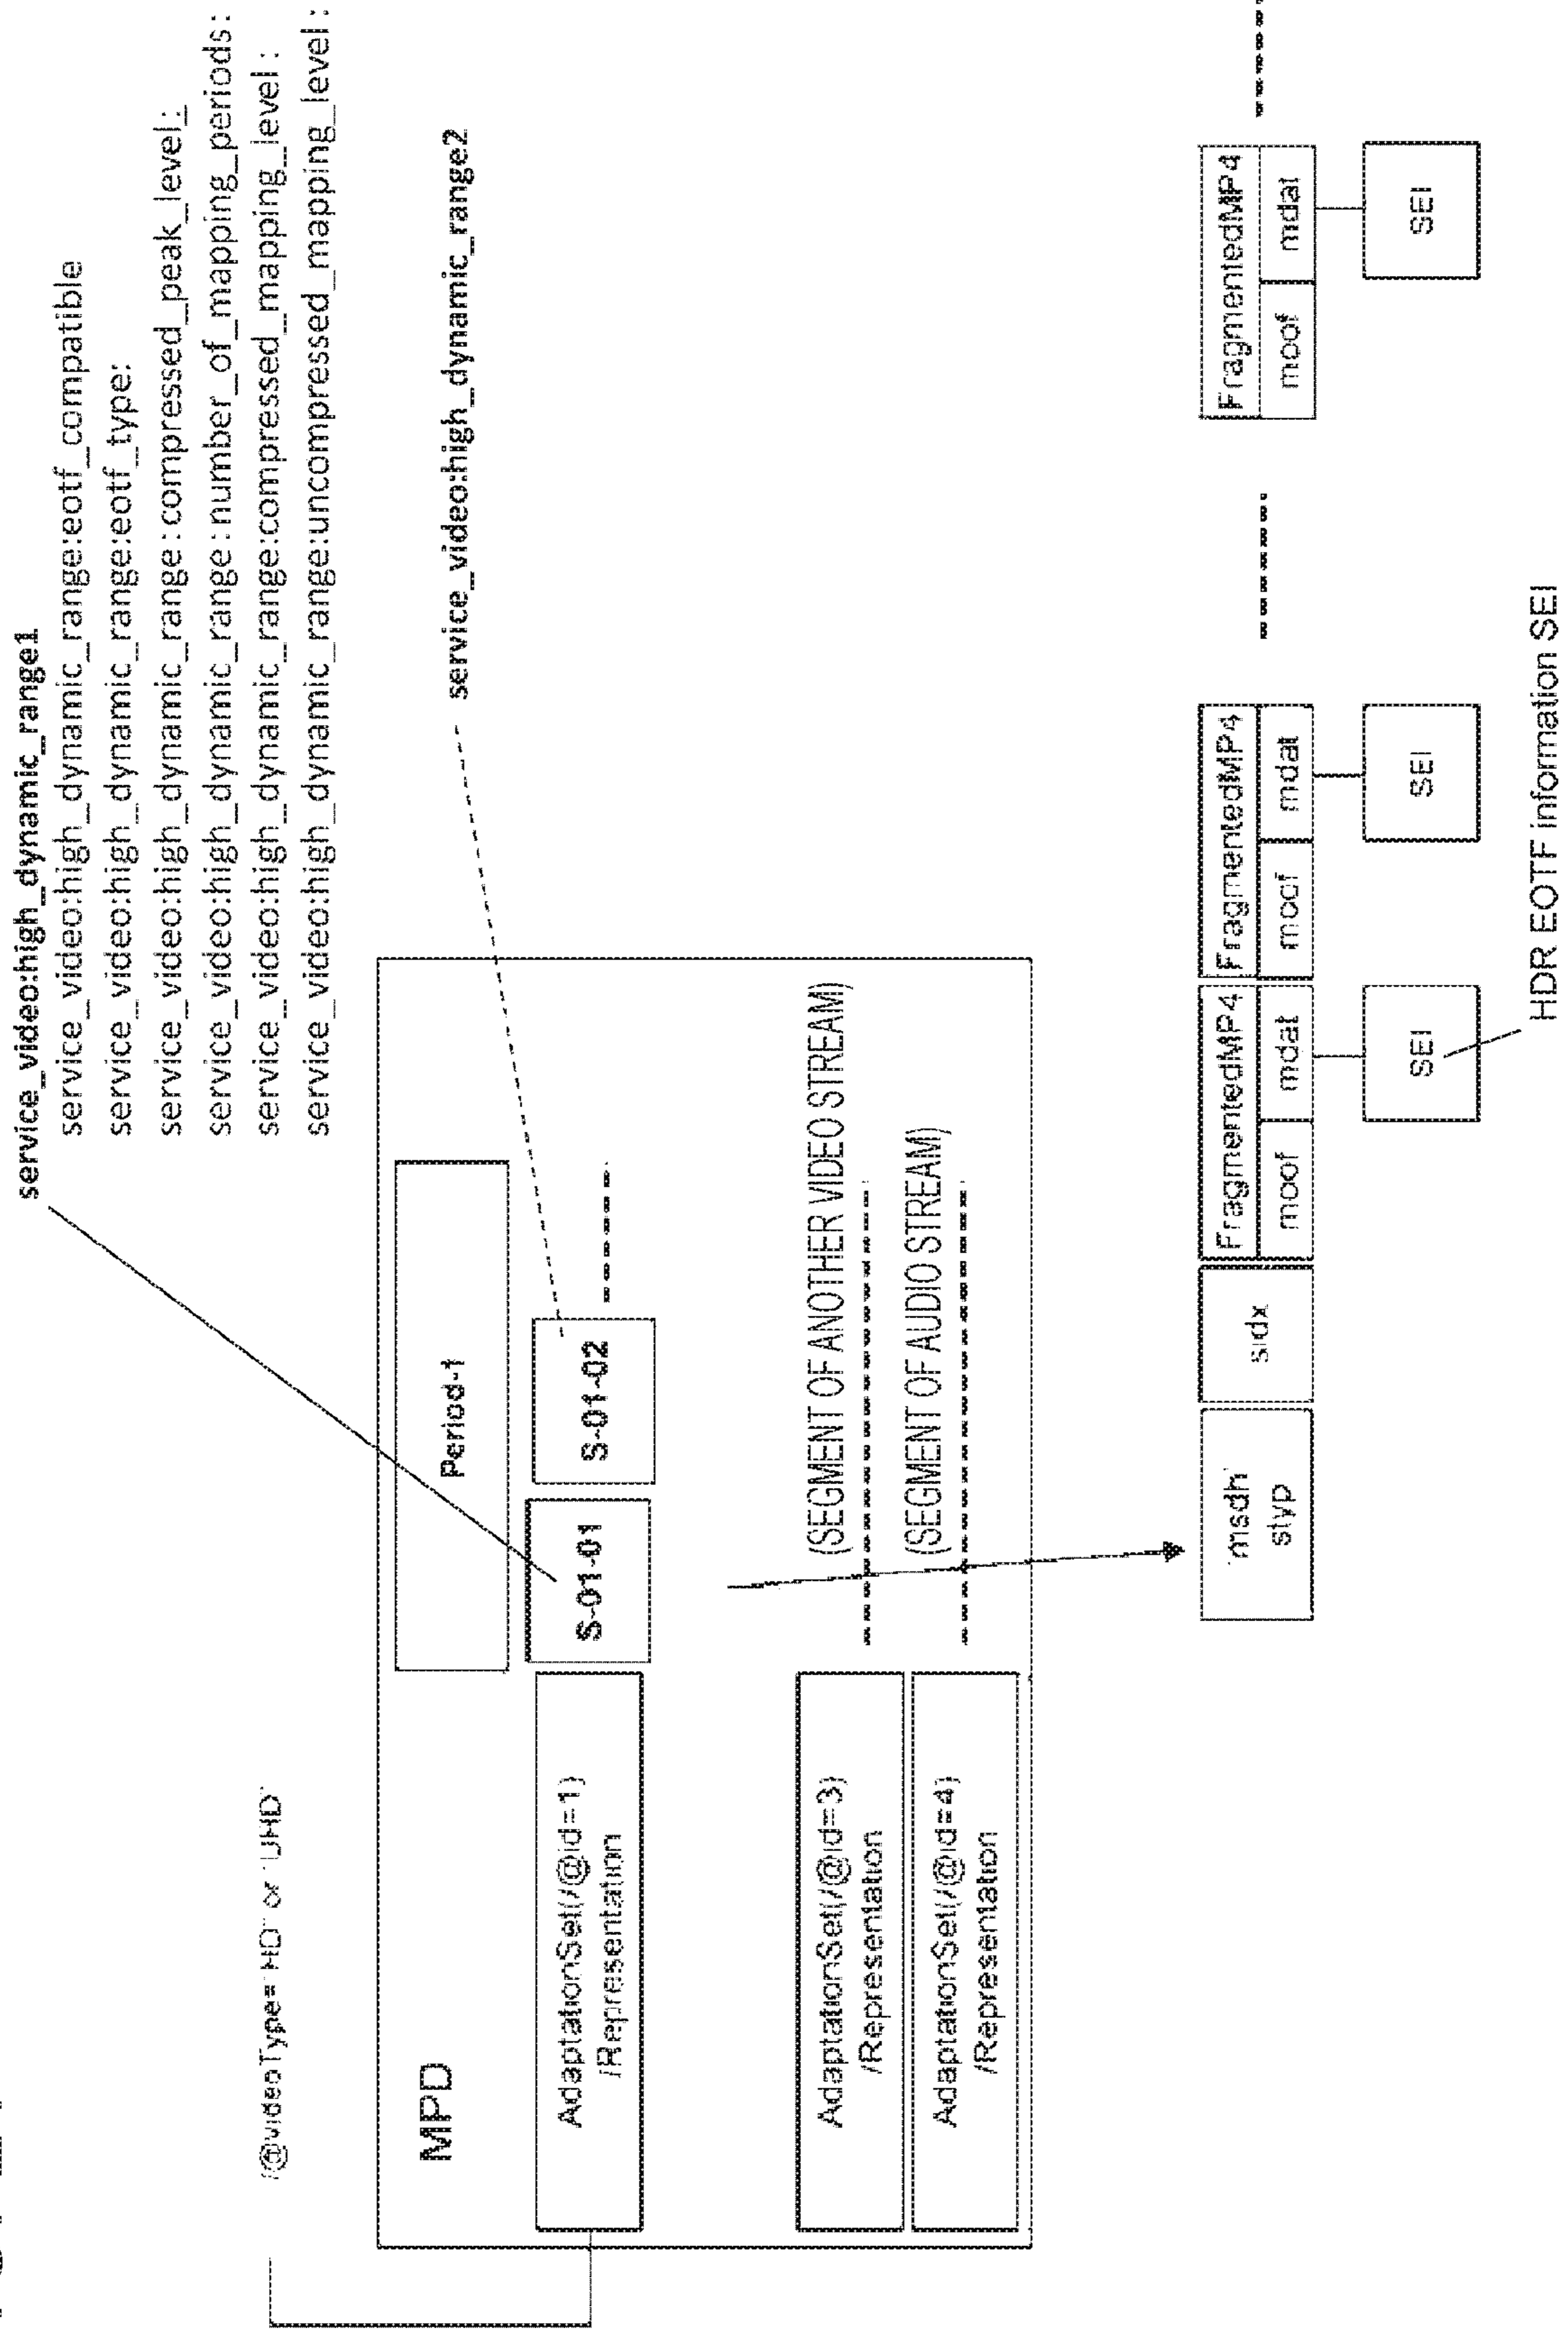 service_video:high_dynamic_range1
service_video:high_dynamic_range:eotf_compatible
service_video:high_dynamic_range:eotf_type:
service_video:high_dynamic_range:compressed_peak_level:
service_video:high_dynamic_range:number_of_mapping_periods:
service_video:high_dynamic_range:compressed_mapping_level:
service_video:high_dynamic_range:uncompressed_mapping_level:
/@videoType="HD" or "UHD"
service_video:high_dynamic_range2
MPD
Period-1
AdaptationSet(/@id=1)
/Representation
S-01-01
S-01-02
AdaptationSet(/@id=3)
/Representation
(SEGMENT OF ANOTHER VIDEO STREAM)
AdaptationSet(/@id=4)
/Representation
(SEGMENT OF AUDIO STREAM)
'msdh'
styp
sidx
FragmentedMP4
moof
mdat
FragmentedMP4
moof
mdat
FragmentedMP4
moof
mdat
SEI
SEI
SEI
HDR EOTF information SEI